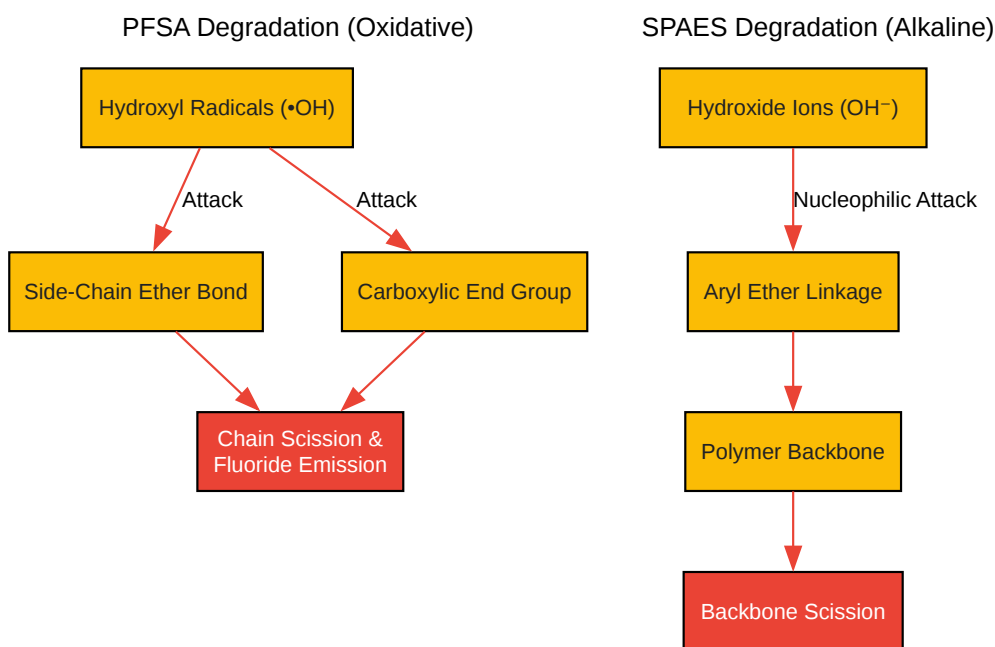 PFSA Degradation (Oxidative)
Hydroxyl Radicals (•OH)
Attack
Attack
Side-Chain Ether Bond
Carboxylic End Group
Chain Scission &
Fluoride Emission
SPAES Degradation (Alkaline)
Hydroxide Ions (OH⁻)
Nucleophilic Attack
Aryl Ether Linkage
Polymer Backbone
Backbone Scission